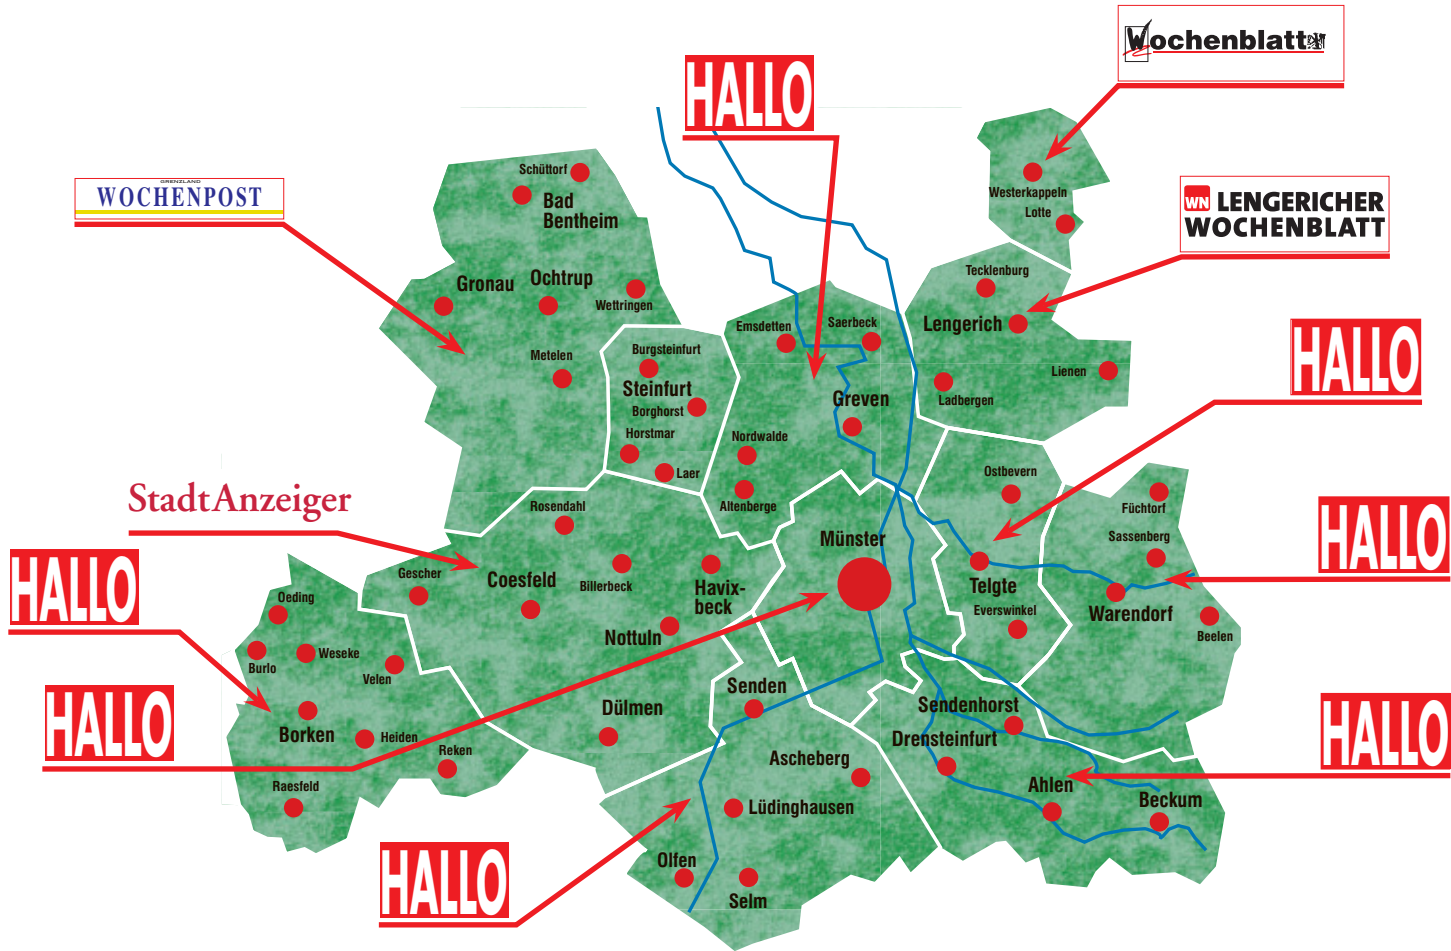 Wochenblatt
HALLO
GRENZLAND
WOCHENPOST
WN LENGERICHER
WOCHENBLATT
Schüttorf
Bad
Bentheim
Westerkappeln
Lotte
Gronau
Ochtrup
Wettringen
Metelen
Tecklenburg
Lengerich
Lienen
Ladbergen
Emsdetten
Saerbeck
Greven
Nordwalde
Altenberge
Burgsteinfurt
Steinfurt
Borghorst
Horstmar
Laer
HALLO
StadtAnzeiger
Rosendahl
Gescher
Coesfeld
Billerbeck
Havix-
beck
Nottuln
Dülmen
Münster
Ostbevern
Telgte
Everswinkel
Füchtorf
Sassenberg
Warendorf
Beelen
HALLO
HALLO
Oeding
Burlo
Weseke
Velen
Borken
Heiden
Reken
Raesfeld
HALLO
Senden
Ascheberg
Lüdinghausen
Olfen
Selm
Sendenhorst
Drensteinfurt
Ahlen
Beckum
HALLO
HALLO